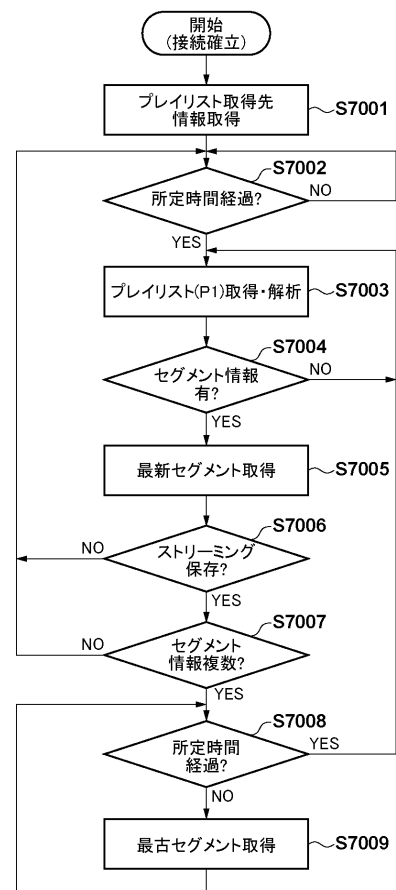 開始
(接続確立)
プレイリスト取得先
情報取得
S7001
S7002
所定時間経過?
NO
YES
プレイリスト(P1)取得・解析
S7003
S7004
セグメント情報
有?
NO
YES
最新セグメント取得
S7005
S7006
NO
ストリーミング
保存?
YES
S7007
NO
セグメント
情報複数?
YES
S7008
所定時間
経過?
YES
NO
最古セグメント取得
S7009